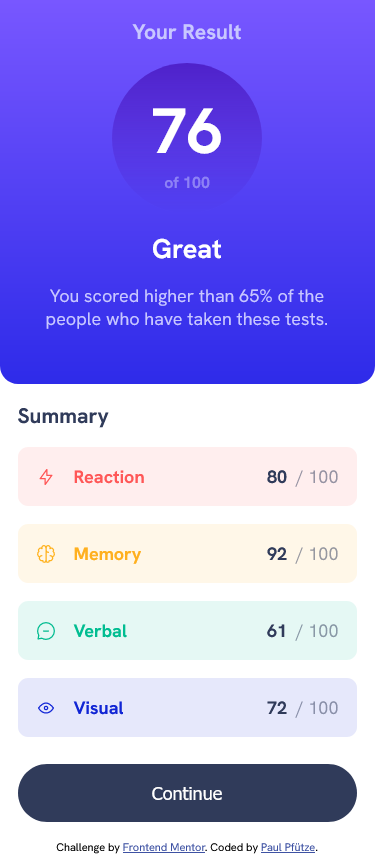 Your Result
76
of 100
Great
You scored higher than 65% of the
people who have taken these tests.
Summary
Reaction 80 / 100
Memory 92 / 100
Verbal 61 / 100
Visual 72 / 100
Continue
Challenge by Frontend Mentor. Coded by Paul Pfütze.